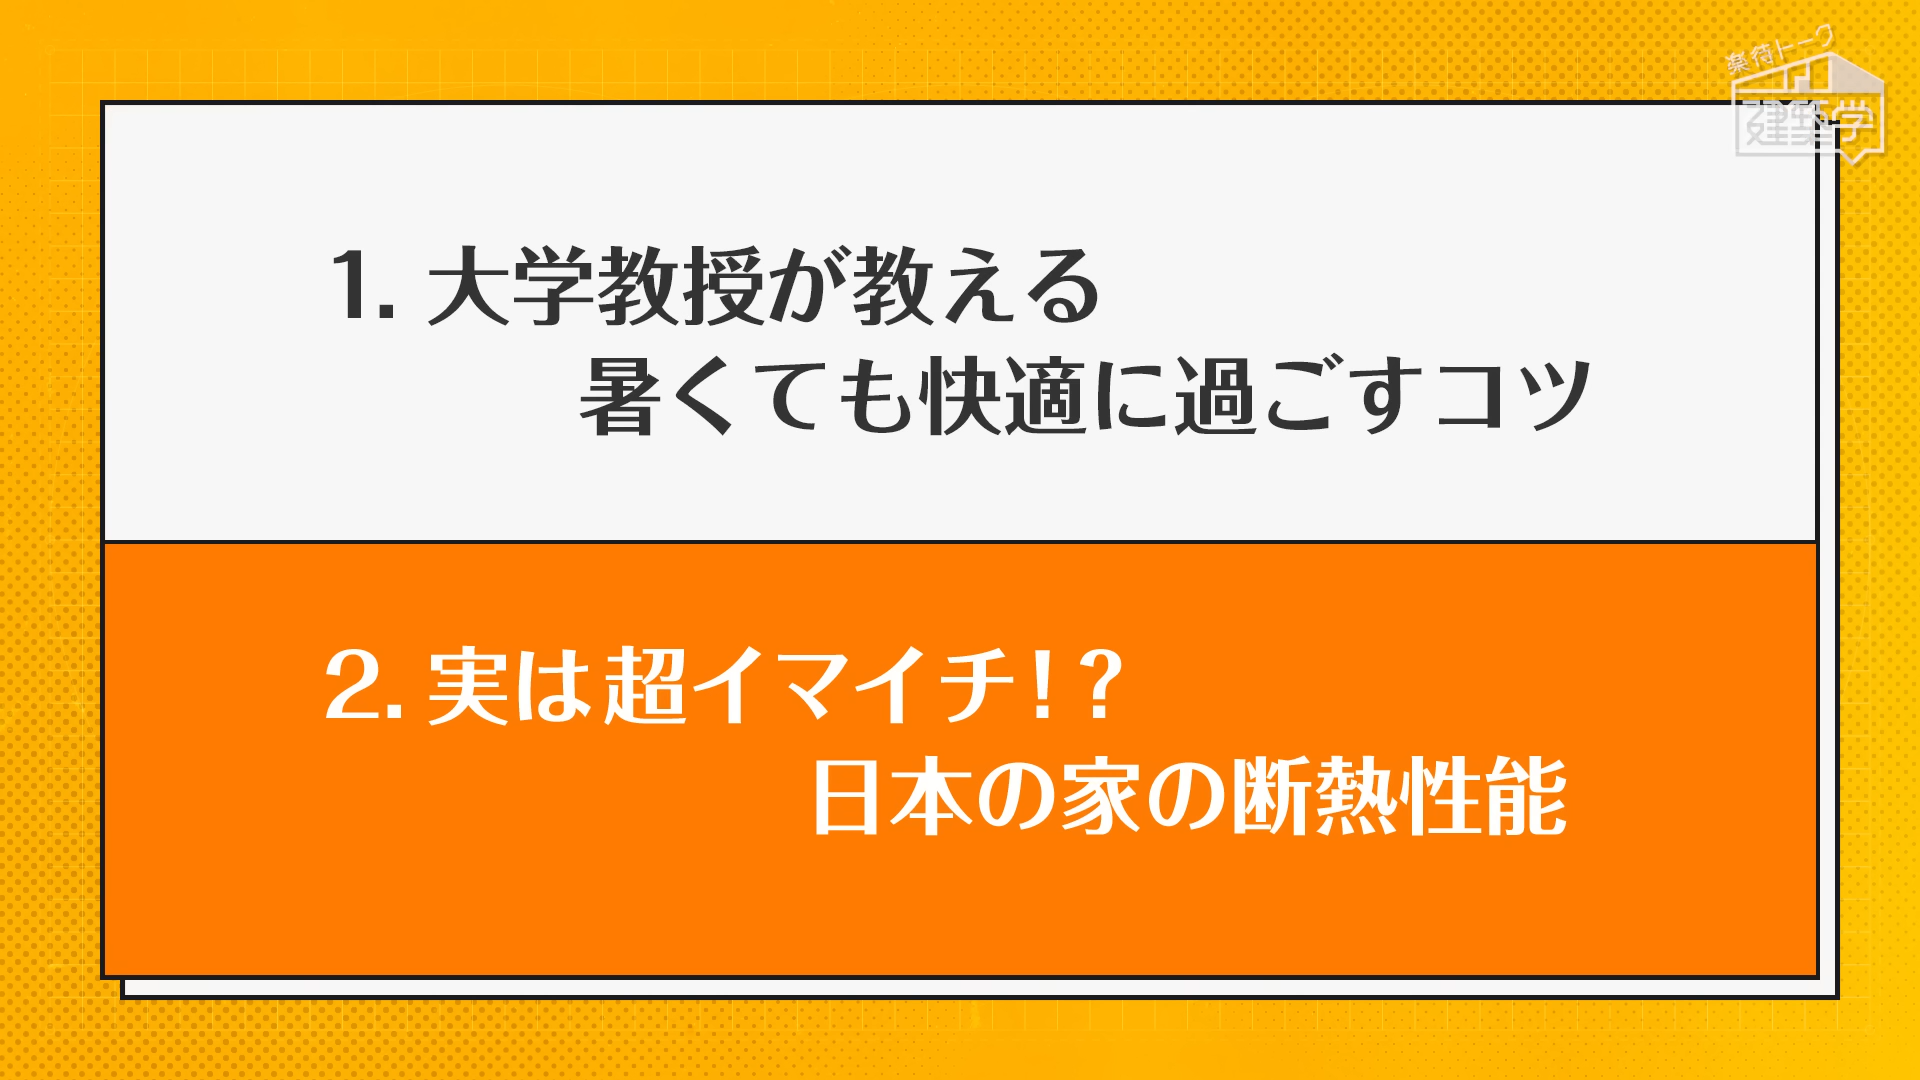 楽待トーク
建築学
1. 大学教授が教える
暑くても快適に過ごすコツ
2. 実は超イマイチ!?
日本の家の断熱性能